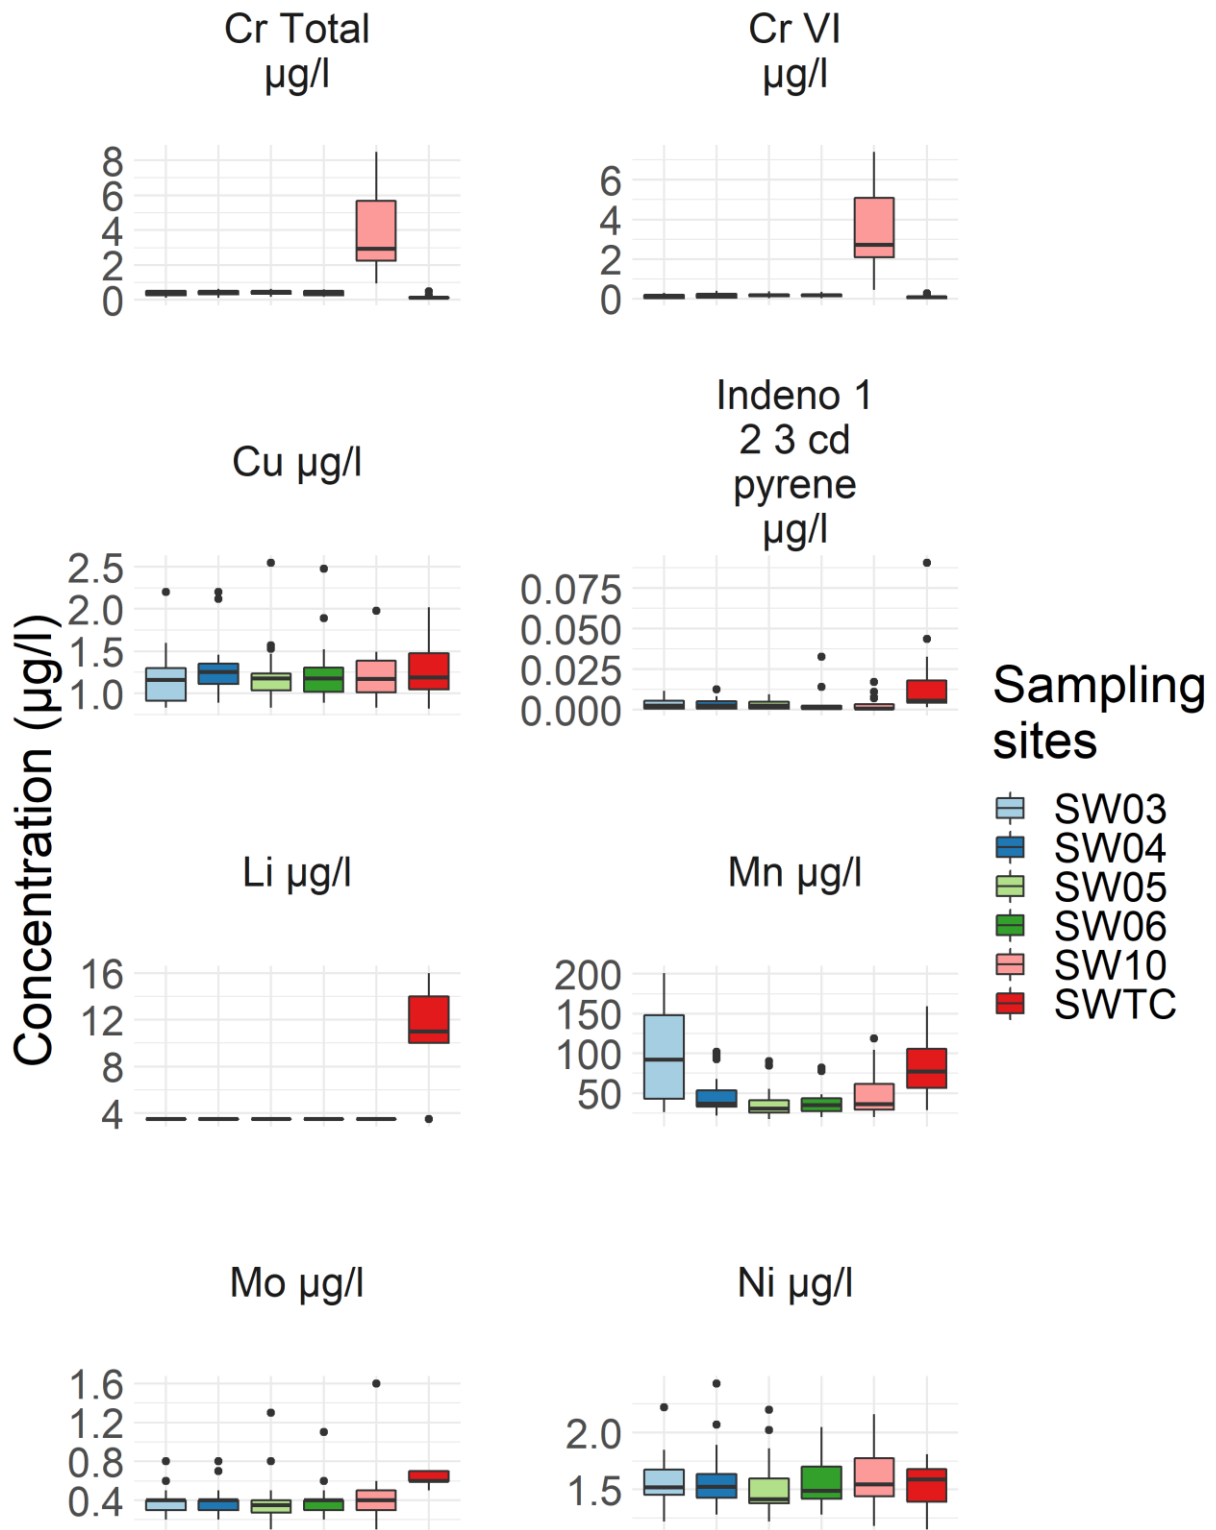 Cr Total
µg/l
Cr VI
µg/l
8
6
4
2
0
6
4
2
0
Cu µg/l
Indeno 1
2 3 cd
pyrene
µg/l
2.5
2.0
1.5
1.0
0.075
0.050
0.025
0.000
Concentration (µg/l)
Li µg/l
Mn µg/l
16
12
8
4
200
150
100
50
Mo µg/l
Ni µg/l
1.6
1.2
0.8
0.4
2.0
1.5
Sampling
sites
SW03
SW04
SW05
SW06
SW10
SWTC